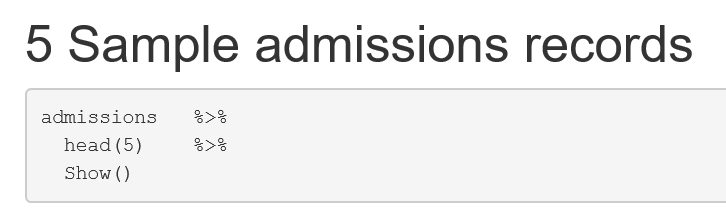 5 Sample admissions records
admissions   %>%
  head(5)    %>%
  Show()